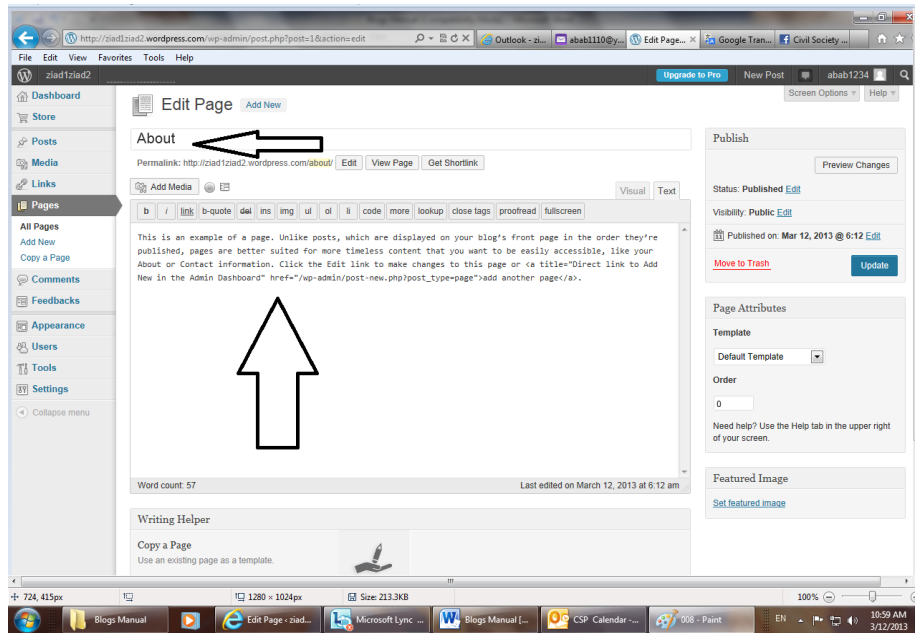 http://ziad1ziad2.wordpress.com/wp-admin/post.php?post=1&action=edit
Outlook - zi...
abab1110@y...
Edit Page...
Google Tran...
Civil Society ...
File Edit View Favorites Tools Help
ziad1ziad2
Upgrade to Pro
New Post
abab1234
Dashboard
Store
Posts
Media
Links
Pages
All Pages
Add New
Copy a Page
Comments
Feedbacks
Appearance
Users
Tools
Settings
Collapse menu
Screen Options
Help
Edit Page Add New
About
Permalink: http://ziad1ziad2.wordpress.com/about/ Edit View Page Get Shortlink
Add Media
Visual Text
b i link b-quote del ins img ul ol li code more lookup close tags proofread fullscreen
This is an example of a page. Unlike posts, which are displayed on your blog's front page in the order they're
published, pages are better suited for more timeless content that you want to be easily accessible, like your
About or Contact information. Click the Edit link to make changes to this page or <a title="Direct link to Add
New in the Admin Dashboard" href="/wp-admin/post-new.php?post_type=page">add another page</a>.
Word count: 57
Last edited on March 12, 2013 at 6:12 am
Writing Helper
Copy a Page
Use an existing page as a template.
Publish
Preview Changes
Status: Published Edit
Visibility: Public Edit
Published on: Mar 12, 2013 @ 6:12 Edit
Move to Trash
Update
Page Attributes
Template
Default Template
Order
0
Need help? Use the Help tab in the upper right
of your screen.
Featured Image
Set featured image
724, 415px
1280 × 1024px
Size: 213.3KB
100%
Blogs Manual
Edit Page ‹ ziad...
Microsoft Lync ...
Blogs Manual [...
CSP Calendar -...
008 - Paint
EN
10:59 AM
3/12/2013